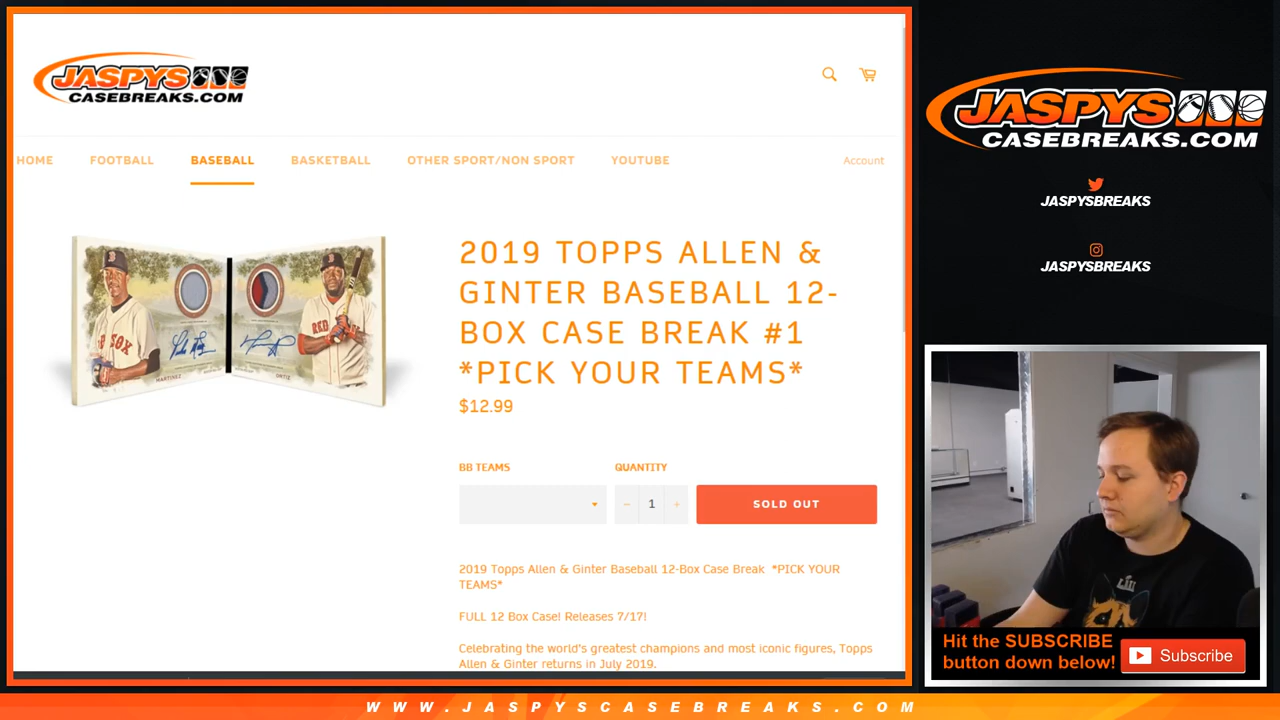 JASPYS
CASEBREAKS.COM
HOME
FOOTBALL
BASEBALL
BASKETBALL
OTHER SPORT/NON SPORT
YOUTUBE
Account
MARTINEZ
ORTIZ
2019 TOPPS ALLEN &
GINTER BASEBALL 12-
BOX CASE BREAK #1
*PICK YOUR TEAMS*
$12.99
BB TEAMS
QUANTITY
− 1 +
SOLD OUT
2019 Topps Allen & Ginter Baseball 12-Box Case Break *PICK YOUR
TEAMS*
FULL 12 Box Case! Releases 7/17!
Celebrating the world's greatest champions and most iconic figures, Topps
Allen & Ginter returns in July 2019.
JASPYS
CASEBREAKS.COM
JASPYSBREAKS
JASPYSBREAKS
LII
Hit the SUBSCRIBE
button down below!
Subscribe
WWW.JASPYSCASEBREAKS.COM